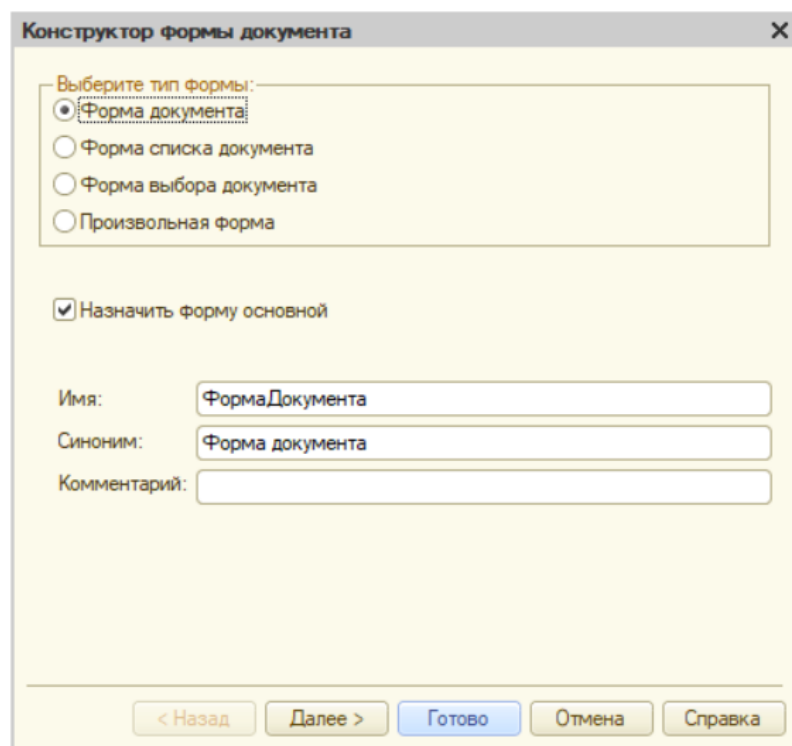 Конструктор формы документа
Выберите тип формы:
Форма документа
Форма списка документа
Форма выбора документа
Произвольная форма
Назначить форму основной
Имя: ФормаДокумента
Синоним: Форма документа
Комментарий:
< Назад Далее > Готово Отмена Справка